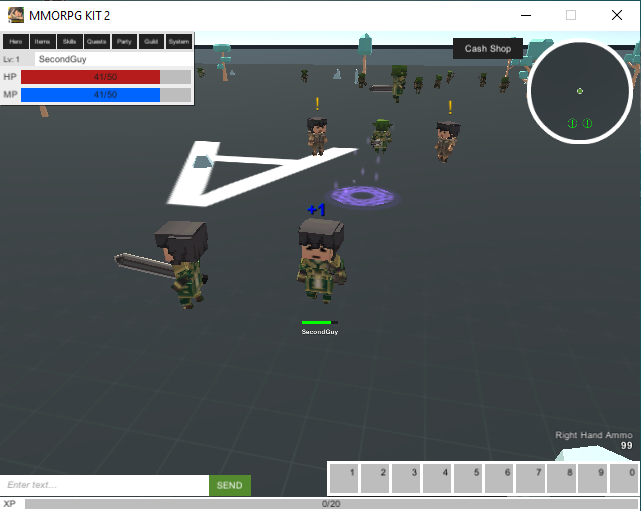 MMORPG KIT 2
Hero Items Skills Quests Party Guild System
Lv: 1 SecondGuy
HP 41/50
MP 41/50
Cash Shop
!
!
+1
SecondGuy
Right Hand Ammo
99
Enter text... SEND
1 2 3 4 5 6 7 8 9 0
XP 0/20